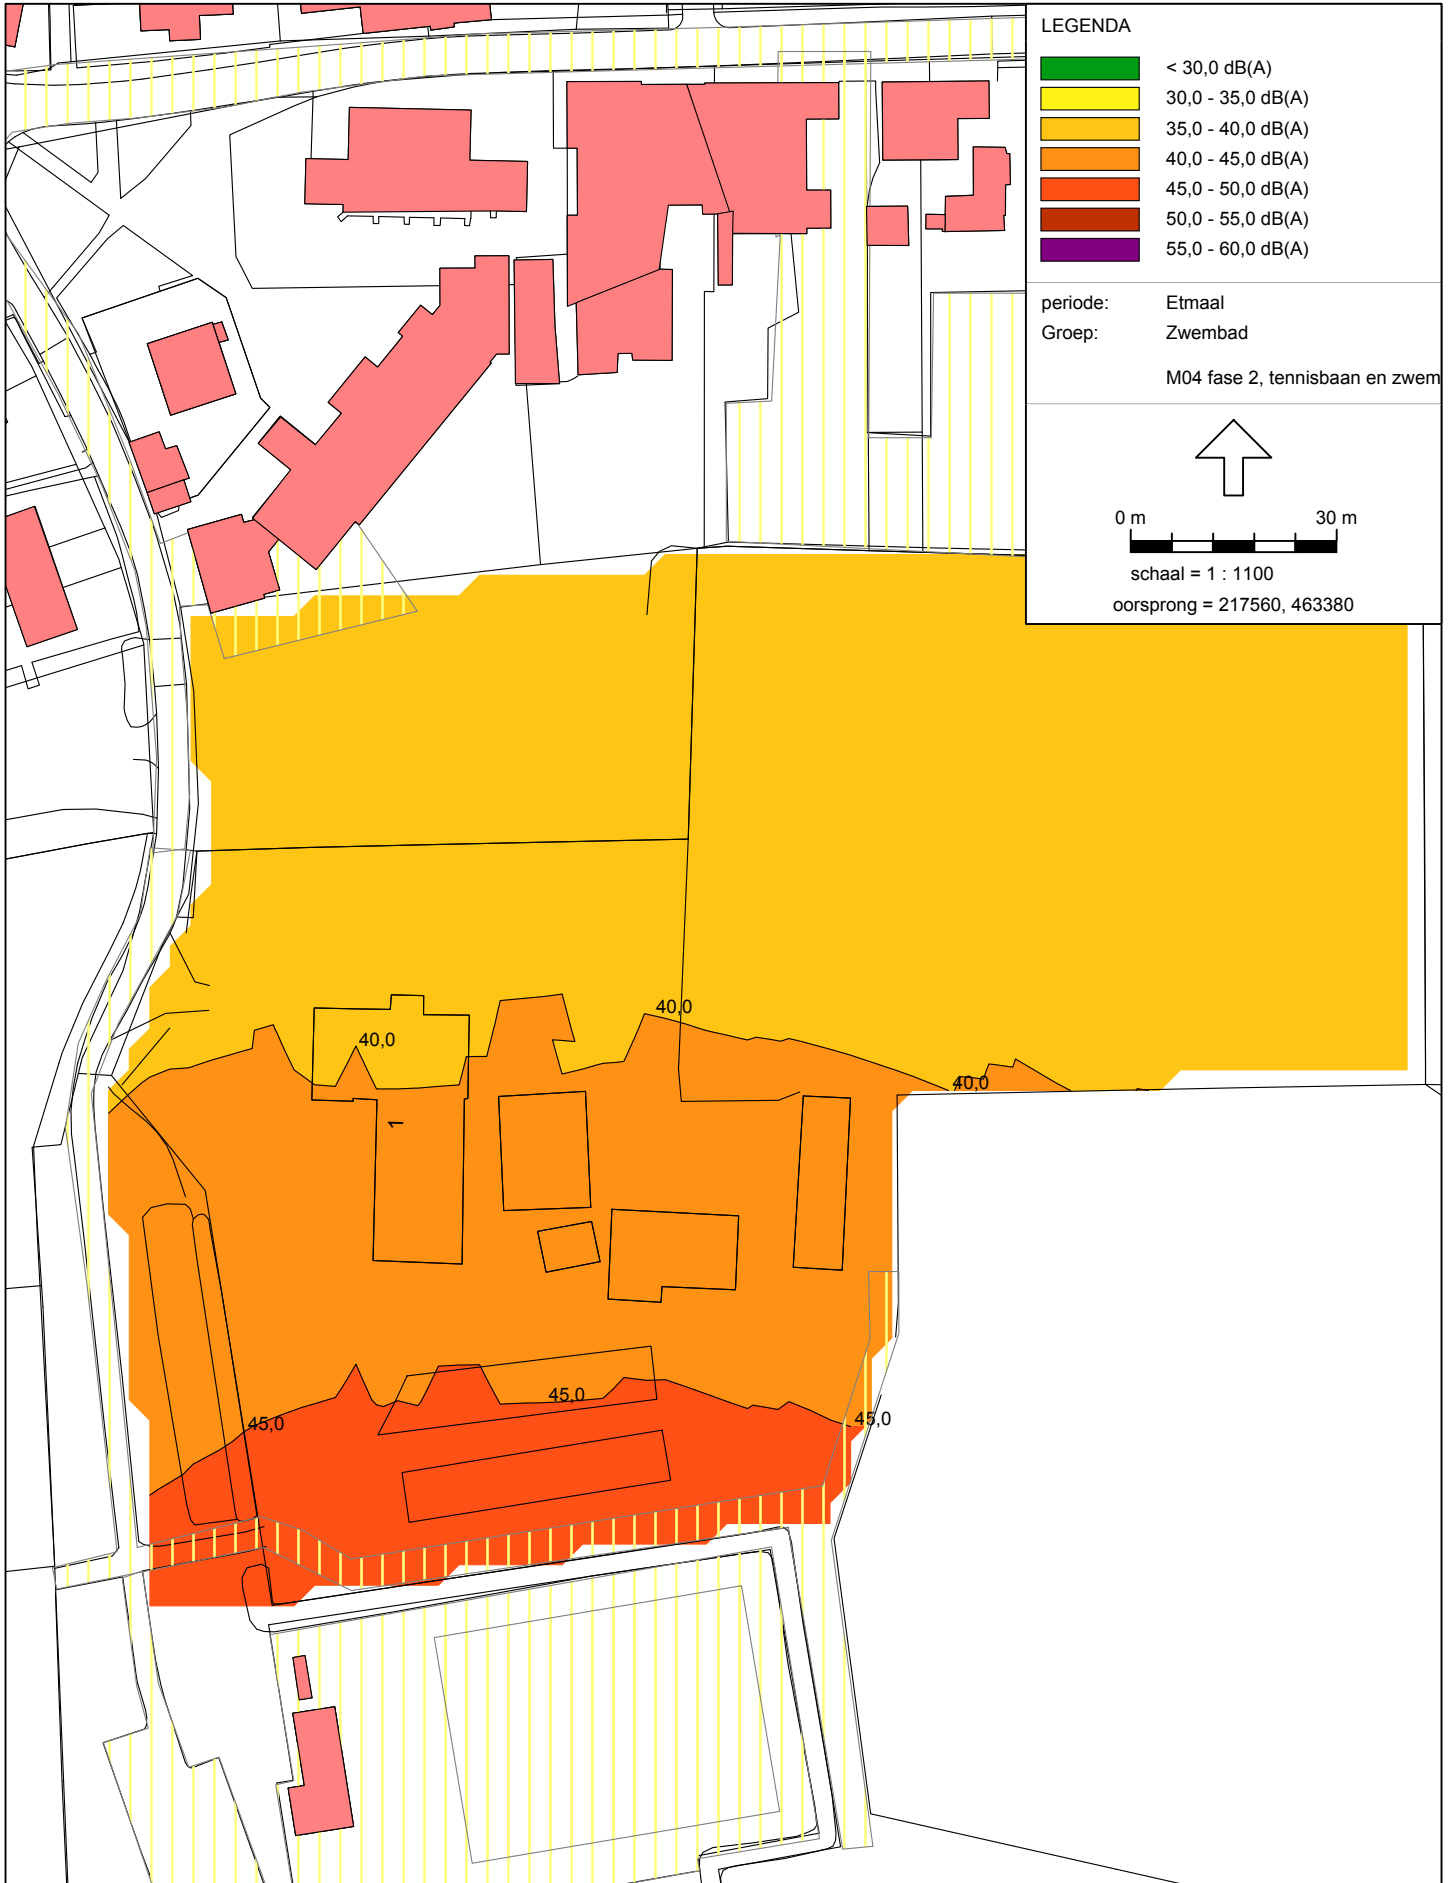 LEGENDA
< 30,0 dB(A)
30,0 - 35,0 dB(A)
35,0 - 40,0 dB(A)
40,0 - 45,0 dB(A)
45,0 - 50,0 dB(A)
50,0 - 55,0 dB(A)
55,0 - 60,0 dB(A)
periode: Etmaal
Groep: Zwembad
M04 fase 2, tennisbaan en zwem
0 m 30 m
schaal = 1 : 1100
oorsprong = 217560, 463380
40,0
40,0
40,0
1
45,0
45,0
45,0